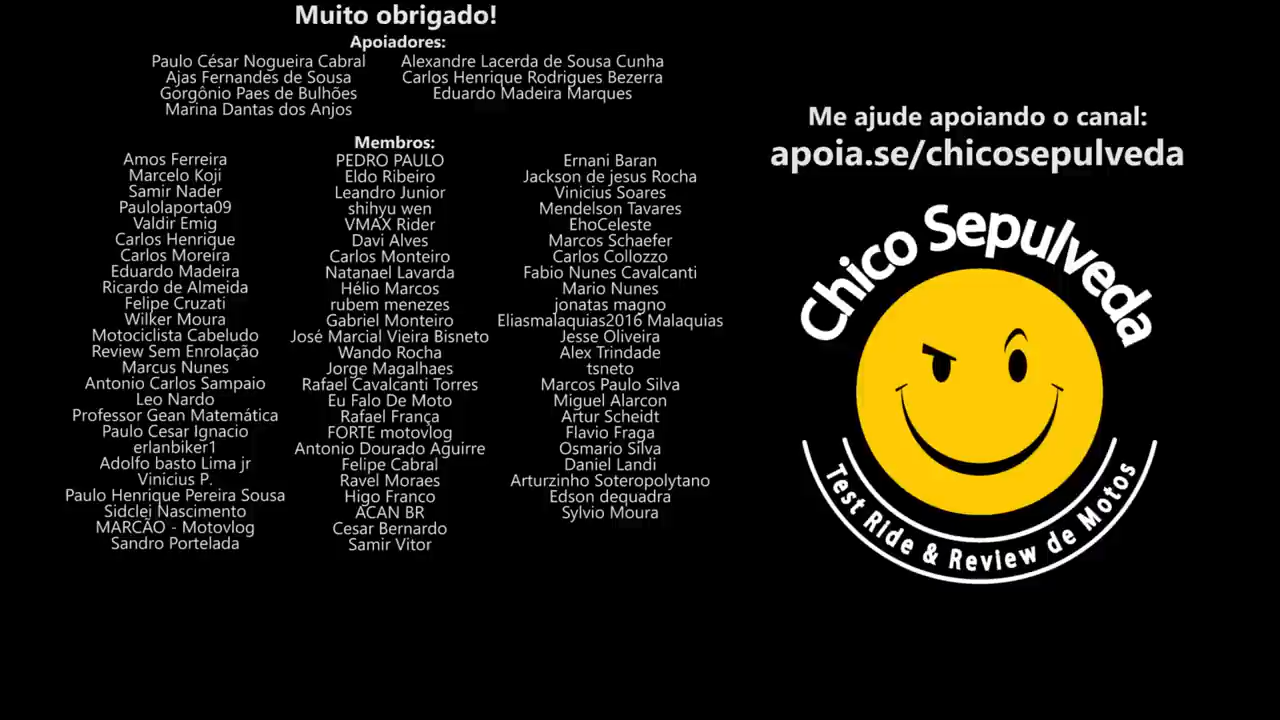 Muito obrigado!
Apoiadores:
Paulo César Nogueira Cabral
Ajas Fernandes de Sousa
Gorgônio Paes de Bulhões
Marina Dantas dos Anjos
Alexandre Lacerda de Sousa Cunha
Carlos Henrique Rodrigues Bezerra
Eduardo Madeira Marques
Membros:
Amos Ferreira
Marcelo Koji
Samir Nader
Paulolaporta09
Valdir Emig
Carlos Henrique
Carlos Moreira
Eduardo Madeira
Ricardo de Almeida
Felipe Cruzati
Wilker Moura
Motociclista Cabeludo
Review Sem Enrolação
Marcus Nunes
Antonio Carlos Sampaio
Leo Nardo
Professor Gean Matemática
Paulo Cesar Ignacio
erlanbiker1
Adolfo basto Lima jr
Vinicius P.
Paulo Henrique Pereira Sousa
Sidclei Nascimento
MARCÃO - Motovlog
Sandro Portelada
PEDRO PAULO
Eldo Ribeiro
Leandro Junior
shihyu wen
VMAX Rider
Davi Alves
Carlos Monteiro
Natanael Lavarda
Hélio Marcos
rubem menezes
Gabriel Monteiro
José Marcial Vieira Bisneto
Wando Rocha
Jorge Magalhaes
Rafael Cavalcanti Torres
Eu Falo De Moto
Rafael França
FORTE motovlog
Antonio Dourado Aguirre
Felipe Cabral
Ravel Moraes
Higo Franco
ACAN BR
Cesar Bernardo
Samir Vitor
Ernani Baran
Jackson de jesus Rocha
Vinicius Soares
Mendelson Tavares
EhoCeleste
Marcos Schaefer
Carlos Collozzo
Fabio Nunes Cavalcanti
Mario Nunes
jonatas magno
Eliasmalaquias2016 Malaquias
Jesse Oliveira
Alex Trindade
tsneto
Marcos Paulo Silva
Miguel Alarcon
Artur Scheidt
Flavio Fraga
Osmario Silva
Daniel Landi
Arturzinho Soteropolytano
Edson dequadra
Sylvio Moura
Me ajude apoiando o canal:
apoia.se/chicosepulveda
Chico Sepulveda
Test Ride & Review de Motos